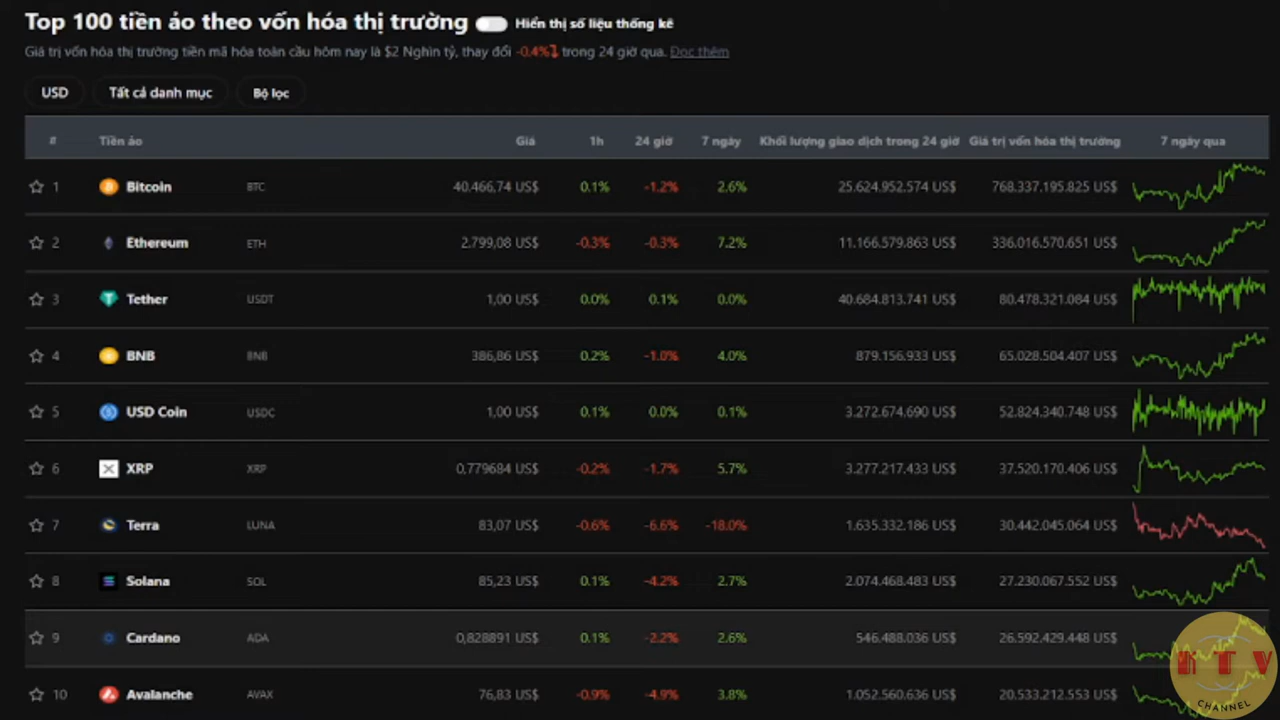 Top 100 tiền ảo theo vốn hóa thị trường Hiển thị số liệu thống kê
Giá trị vốn hóa thị trường tiền mã hóa toàn cầu hôm nay là $2 Nghìn tỷ, thay đổi -0.4% trong 24 giờ qua. Đọc thêm
USD Tất cả danh mục Bộ lọc
# Tiền ảo Giá 1h 24 giờ 7 ngày Khối lượng giao dịch trong 24 giờ Giá trị vốn hóa thị trường 7 ngày qua
1 Bitcoin BTC 40.466,74 US$ 0.1% -1.2% 2.6% 25.624.952.574 US$ 768.337.195.825 US$
2 Ethereum ETH 2.799,08 US$ -0.3% -0.3% 7.2% 11.166.579.863 US$ 336.016.570.651 US$
3 Tether USDT 1,00 US$ 0.0% 0.1% 0.0% 40.684.813.741 US$ 80.478.321.084 US$
4 BNB BNB 386,86 US$ 0.2% -1.0% 4.0% 879.156.933 US$ 65.028.504.407 US$
5 USD Coin USDC 1,00 US$ 0.1% 0.0% 0.1% 3.272.674.690 US$ 52.824.340.748 US$
6 XRP XRP 0,779684 US$ -0.2% -1.7% 5.7% 3.277.217.433 US$ 37.520.170.406 US$
7 Terra LUNA 83,07 US$ -0.6% -6.6% -18.0% 1.635.332.186 US$ 30.442.045.064 US$
8 Solana SOL 85,23 US$ 0.1% -4.2% 2.7% 2.074.468.483 US$ 27.230.067.552 US$
9 Cardano ADA 0,828891 US$ 0.1% -2.2% 2.6% 546.488.036 US$ 26.592.429.448 US$
10 Avalanche AVAX 76,83 US$ -0.9% -4.9% 3.8% 1.052.560.636 US$ 20.533.212.553 US$
NTV
CHANNEL